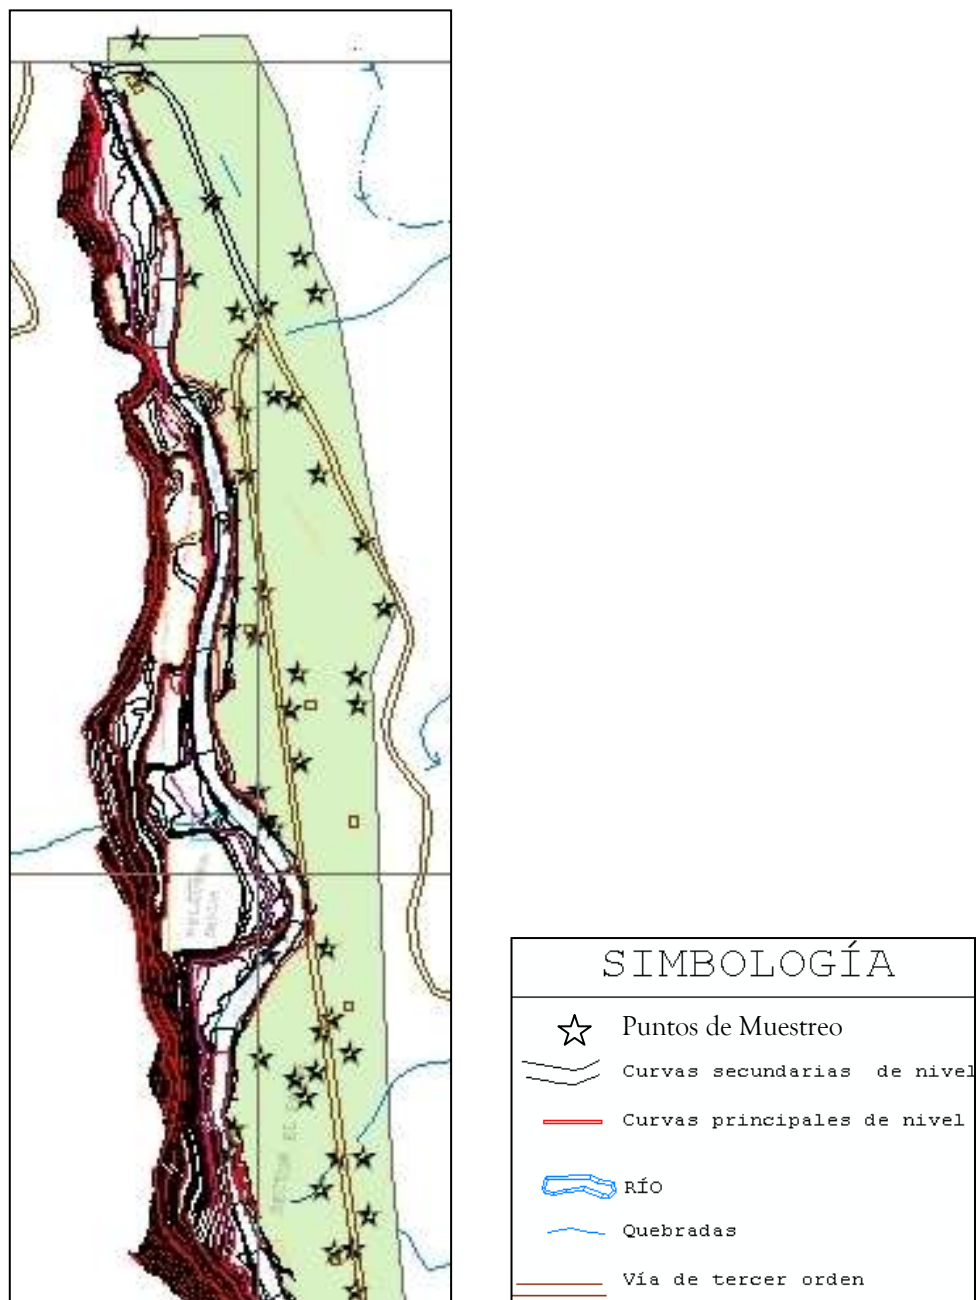 SIMBOLOGÍA
Puntos de Muestreo
Curvas secundarias de nivel
Curvas principales de nivel
RÍO
Quebradas
Vía de tercer orden